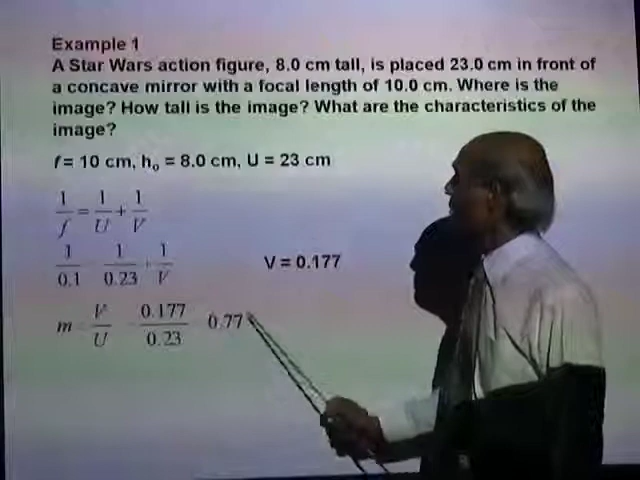 Example 1
A Star Wars action figure, 8.0 cm tall, is placed 23.0 cm in front of
a concave mirror with a focal length of 10.0 cm. Where is the
image? How tall is the image? What are the characteristics of the
image?
f = 10 cm, hₒ = 8.0 cm, U = 23 cm
1/f = 1/U + 1/V
1/0.1 1/0.23 + 1/V V = 0.177
m V/U 0.177/0.23 0.77